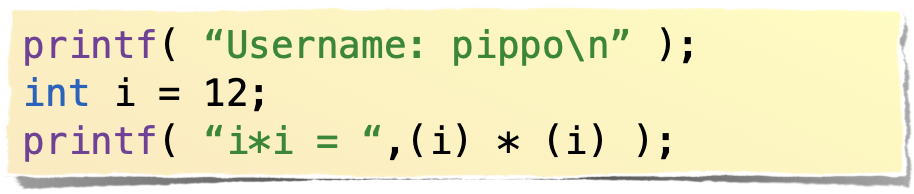 printf( “Username: pippo\n” );
int i = 12;
printf( “i*i = “,(i) * (i) );